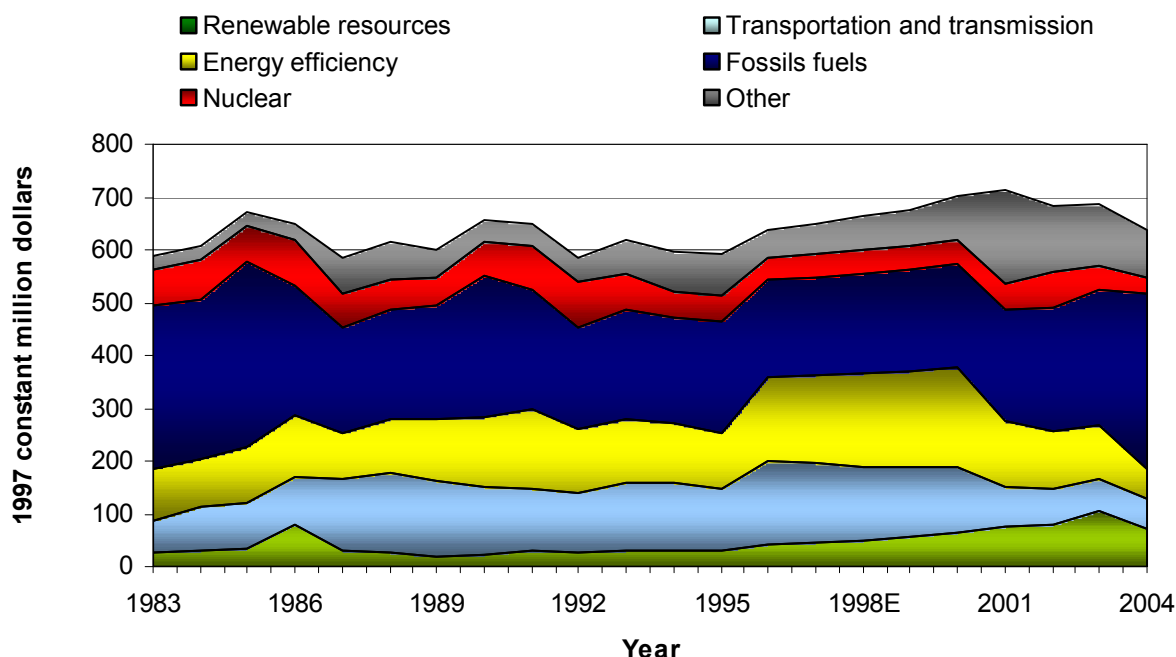 Renewable resources
Transportation and transmission
Energy efficiency
Fossils fuels
Nuclear
Other
1997 constant million dollars
800
700
600
500
400
300
200
100
0
1983 1986 1989 1992 1995 1998E 2001 2004
Year